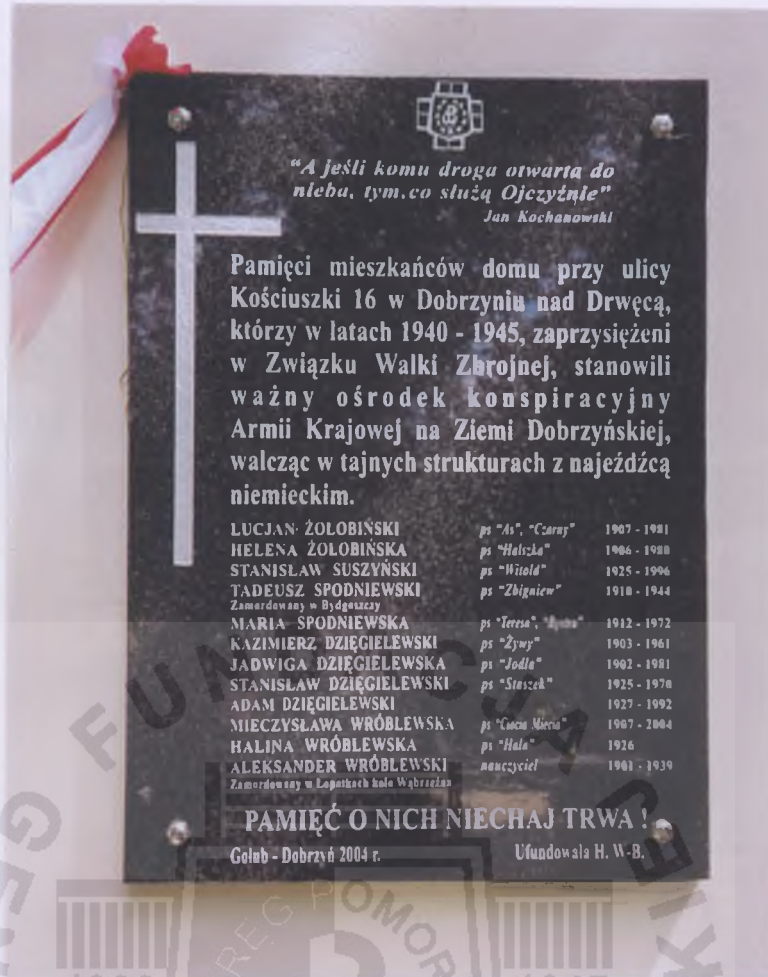 "A jeśli komu droga otwarta do
nieba, tym,co służą Ojczyźnie"
Jan Kochanowski
Pamięci mieszkańców domu przy ulicy
Kościuszki 16 w Dobrzyniu nad Drwęcą,
którzy w latach 1940 - 1945, zaprzysiężeni
w Związku Walki Zbrojnej, stanowili
ważny ośrodek konspiracyjny
Armii Krajowej na Ziemi Dobrzyńskiej,
walcząc w tajnych strukturach z najeźdźcą
niemieckim.
LUCJAN ŻOŁOBIŃSKI ps "As", "Czarny" 1907 - 1981
HELENA ŻOŁOBIŃSKA ps "Halszka" 1906 - 1980
STANISŁAW SUSZYŃSKI ps "Witold" 1925 - 1996
TADEUSZ SPODNIEWSKI ps "Zbigniew" 1910 - 1944
Zamordowany w Bydgoszczy
MARIA SPODNIEWSKA ps "Teresa", 1912 - 1972
KAZIMIERZ DZIĘGIELEWSKI ps "Żywy" 1903 - 1961
JADWIGA DZIĘGIELEWSKA ps "Jodła" 1902 - 1981
STANISŁAW DZIĘGIELEWSKI ps "Staszek" 1925 - 1970
ADAM DZIĘGIELEWSKI 1927 - 1992
MIECZYSŁAWA WRÓBLEWSKA ps "Ciocia Miecia" 1907 - 2004
HALINA WRÓBLEWSKA ps "Hala" 1926
ALEKSANDER WRÓBLEWSKI nauczyciel 1901 - 1939
Zamordowany w Łopatkach koło Wąbrzeźna
PAMIĘĆ O NICH NIECHAJ TRWA !
Golub - Dobrzyń 2004 r. Ufundowała H. W-B.
FUNDACJA